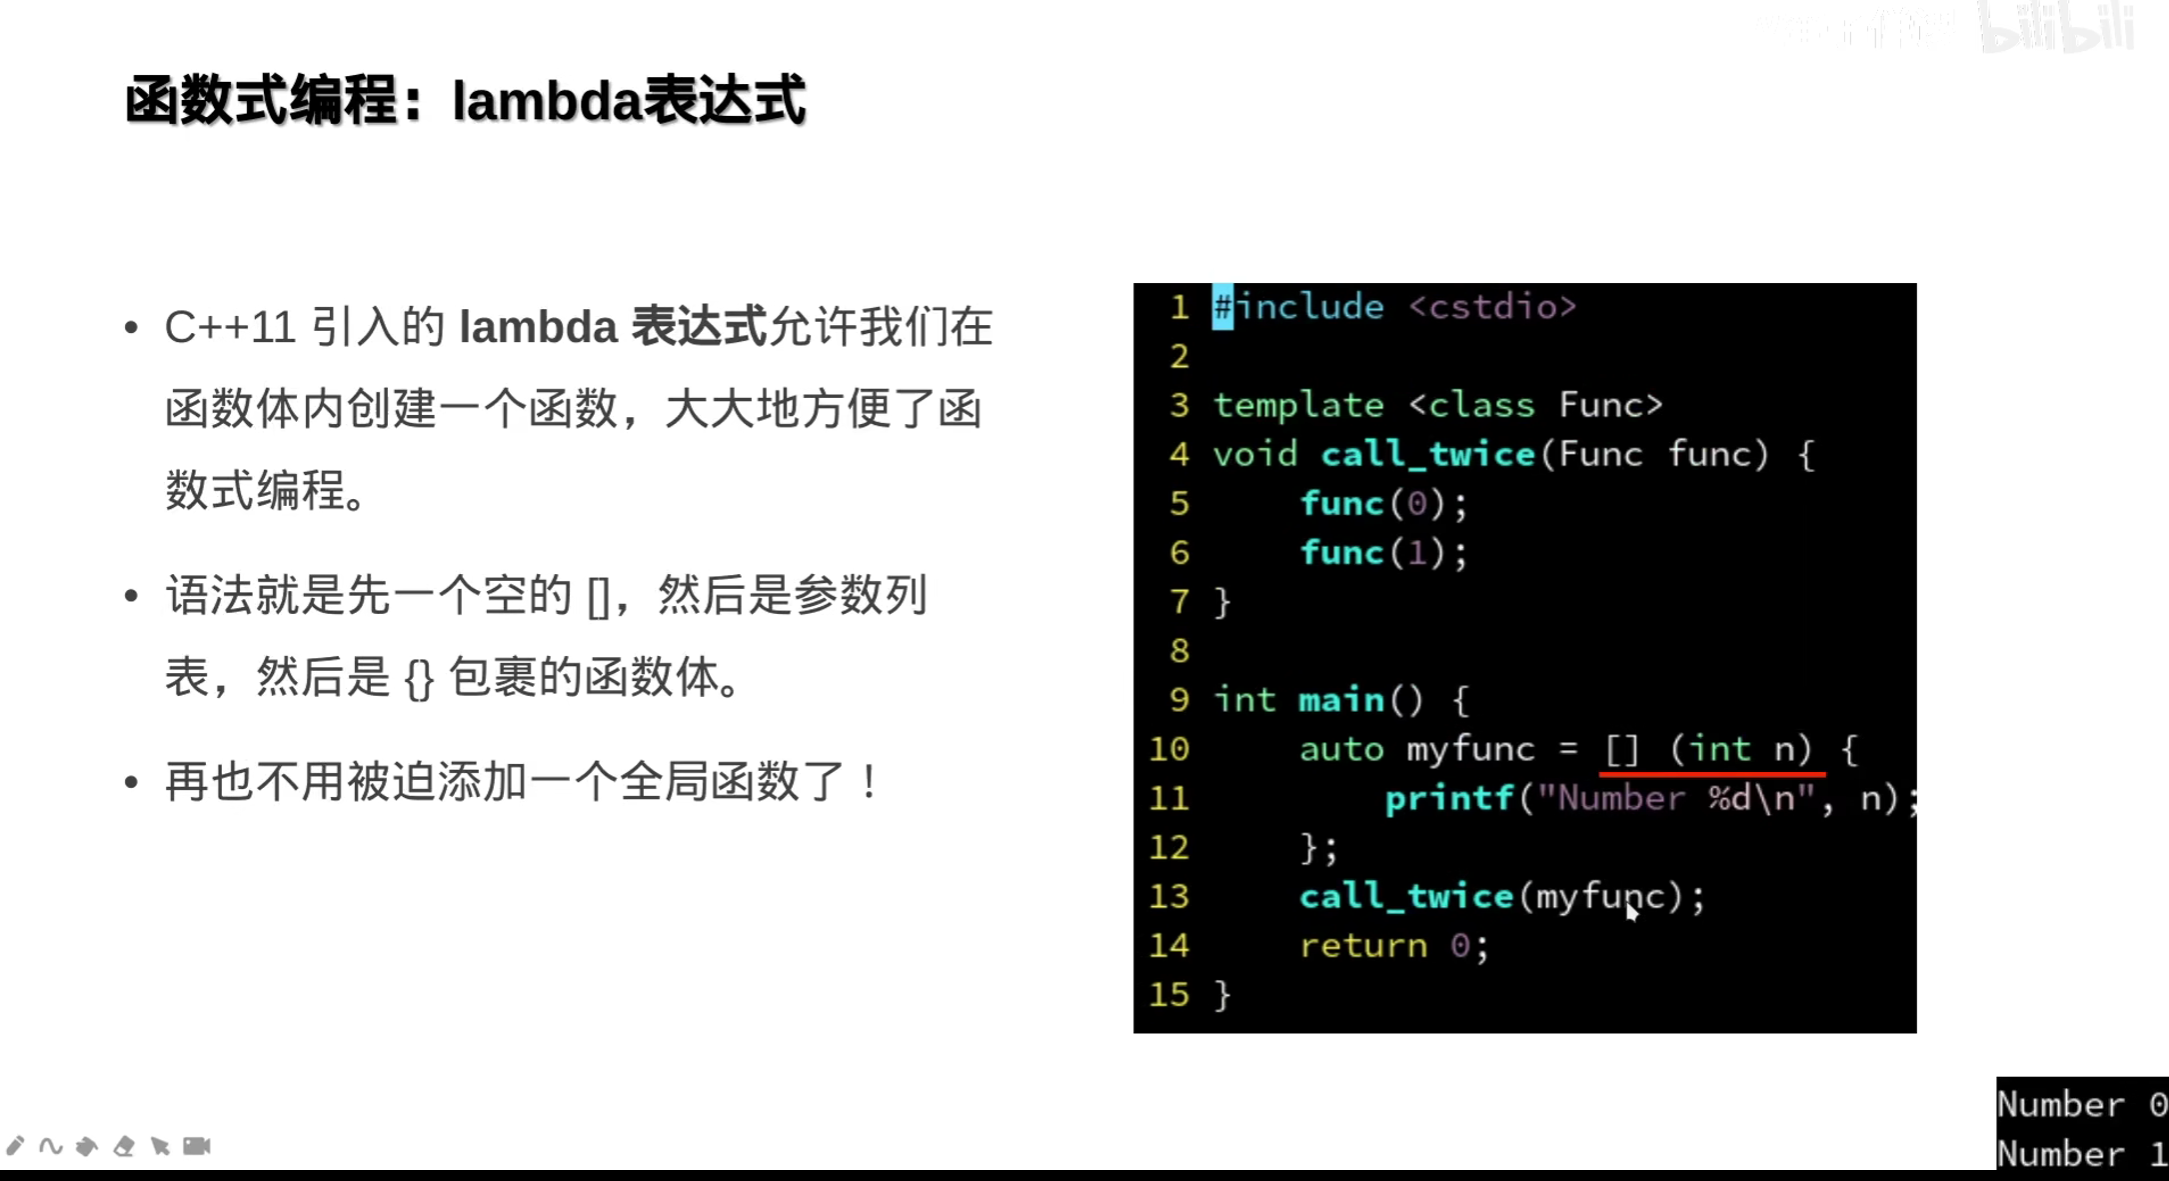 bilibili
函数式编程：lambda表达式
• C++11 引入的 lambda 表达式允许我们在
函数体内创建一个函数，大大地方便了函
数式编程。
• 语法就是先一个空的 []，然后是参数列
表，然后是 {} 包裹的函数体。
• 再也不用被迫添加一个全局函数了！
1 #include <cstdio>
2
3 template <class Func>
4 void call_twice(Func func) {
5     func(0);
6     func(1);
7 }
8
9 int main() {
10     auto myfunc = [] (int n) {
11         printf("Number %d\n", n);
12     };
13     call_twice(myfunc);
14     return 0;
15 }
Number 0
Number 1